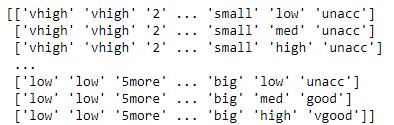 [['vhigh' 'vhigh' '2' ... 'small' 'low' 'unacc']
['vhigh' 'vhigh' '2' ... 'small' 'med' 'unacc']
['vhigh' 'vhigh' '2' ... 'small' 'high' 'unacc']
...
['low' 'low' '5more' ... 'big' 'low' 'unacc']
['low' 'low' '5more' ... 'big' 'med' 'good']
['low' 'low' '5more' ... 'big' 'high' 'vgood']]